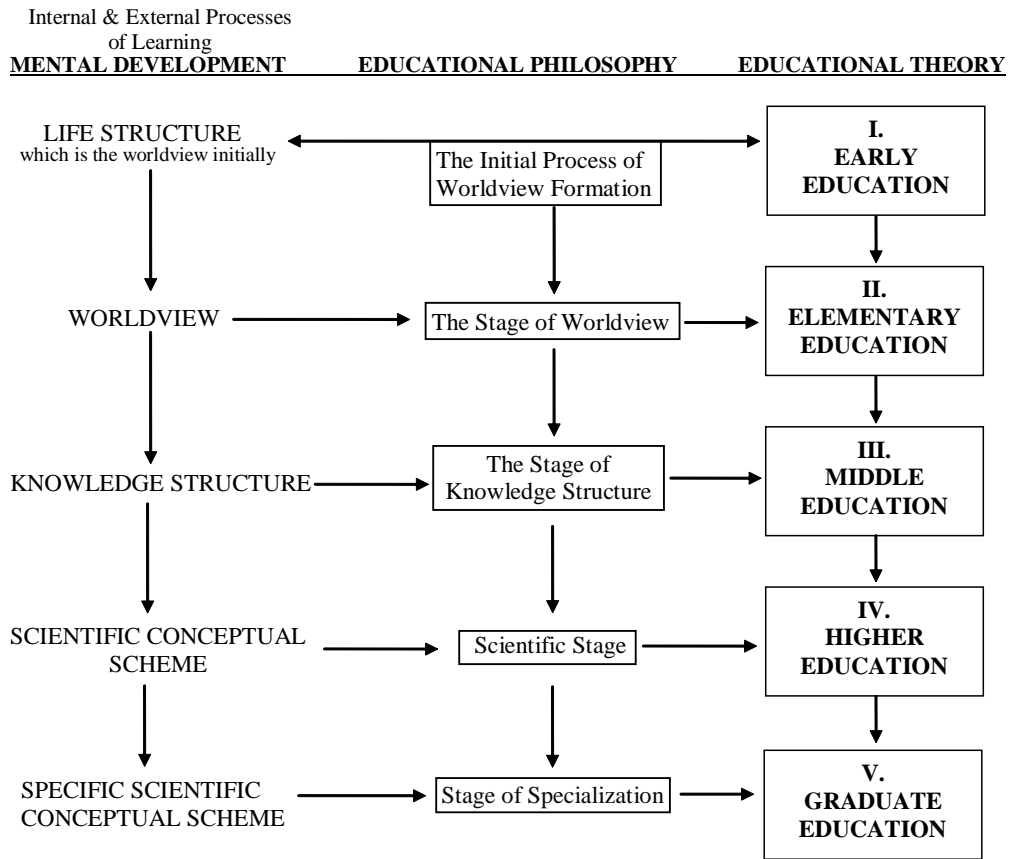 Internal & External Processes
of Learning
MENTAL DEVELOPMENT EDUCATIONAL PHILOSOPHY EDUCATIONAL THEORY
LIFE STRUCTURE
which is the worldview initially
The Initial Process of
Worldview Formation
I.
EARLY
EDUCATION
WORLDVIEW
The Stage of Worldview
II.
ELEMENTARY
EDUCATION
KNOWLEDGE STRUCTURE
The Stage of
Knowledge Structure
III.
MIDDLE
EDUCATION
SCIENTIFIC CONCEPTUAL
SCHEME
Scientific Stage
IV.
HIGHER
EDUCATION
SPECIFIC SCIENTIFIC
CONCEPTUAL SCHEME
Stage of Specialization
V.
GRADUATE
EDUCATION